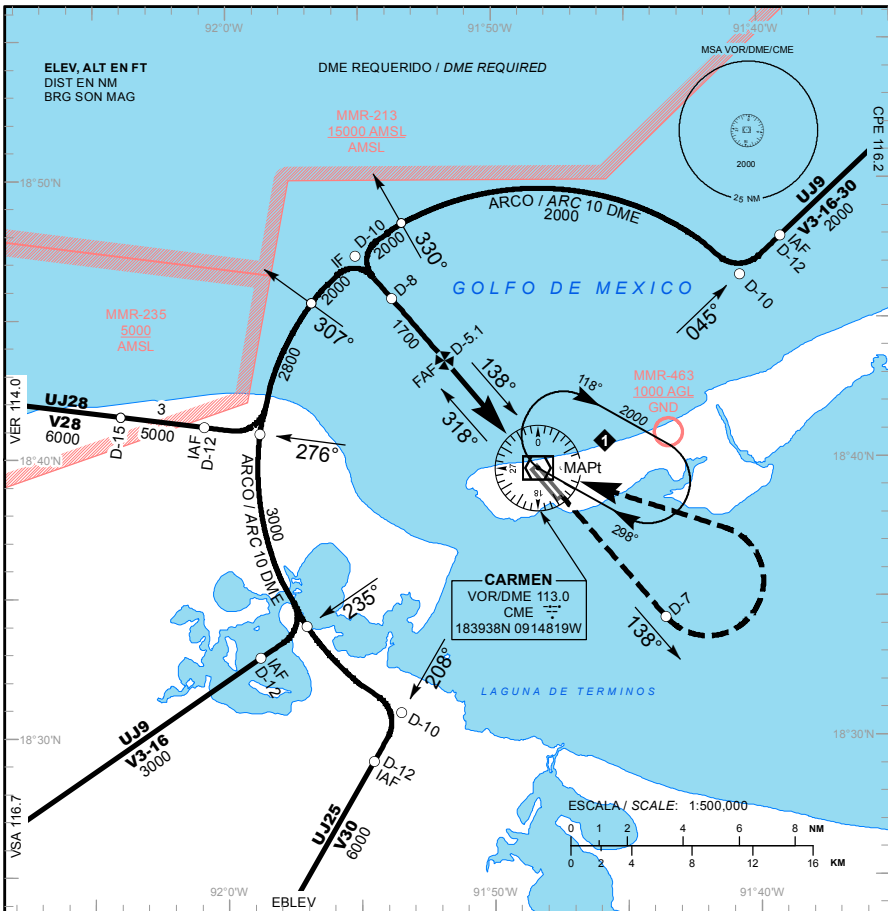 92°0'W
91°50'W
91°40'W
ELEV, ALT EN FT
DIST EN NM
BRG SON MAG
DME REQUERIDO / DME REQUIRED
MSA VOR/DME/CME
2000
25 NM
CPE 116.2
MMR-213
15000 AMSL
AMSL
18°50'N
18°50'N
UJ9
V3-16-30
2000
IAF
D-12
D-10
045°
ARCO / ARC 10 DME
2000
D-10
2000
IF
2000
330°
D-8
1700
307°
GOLFO DE MEXICO
MMR-235
5000
AMSL
2800
FAF
D-5.1
138°
318°
118°
2000
MMR-463
1000 AGL
GND
1
VER 114.0
UJ28
V28
6000
D-15
3
5000
IAF
D-12
276°
18°40'N
18°40'N
0
27
18
MAPt
298°
ARCO / ARC 10 DME
3000
CARMEN
VOR/DME 113.0
CME
183938N 0914819W
D-7
138°
235°
IAF
D-12
208°
D-10
LAGUNA DE TERMINOS
UJ9
V3-16
3000
18°30'N
18°30'N
D-12
IAF
UJ25
V30
6000
VSA 116.7
EBLEV
ESCALA / SCALE: 1:500,000
0 1 2 4 6 8 NM
0 2 4 8 12 16 KM
92°0'W
91°50'W
91°40'W